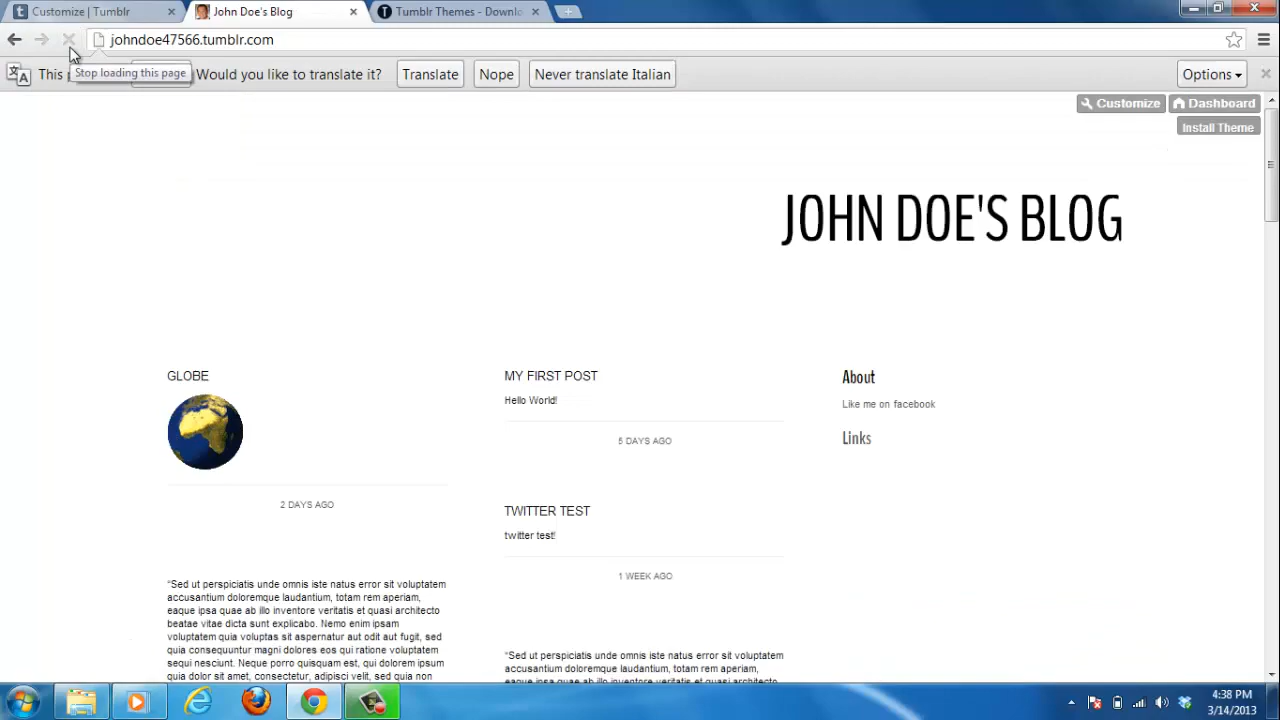 Customize | Tumblr
John Doe's Blog
Tumblr Themes - Downlo
johndoe47566.tumblr.com
This p
Would you like to translate it?
Translate
Nope
Never translate Italian
Options
Stop loading this page
Customize
Dashboard
Install Theme
JOHN DOE'S BLOG
GLOBE
2 DAYS AGO
“Sed ut perspiciatis unde omnis iste natus error sit voluptatem
accusantium doloremque laudantium, totam rem aperiam,
eaque ipsa quae ab illo inventore veritatis et quasi architecto
beatae vitae dicta sunt explicabo. Nemo enim ipsam
voluptatem quia voluptas sit aspernatur aut odit aut fugit, sed
quia consequuntur magni dolores eos qui ratione voluptatem
sequi nesciunt. Neque porro quisquam est, qui dolorem ipsum
quia dolor sit amet, consectetur, adipisci velit, sed quia non
MY FIRST POST
Hello World!
5 DAYS AGO
TWITTER TEST
twitter test!
1 WEEK AGO
“Sed ut perspiciatis unde omnis iste natus error sit voluptatem
accusantium doloremque laudantium, totam rem aperiam,
About
Like me on facebook
Links
4:38 PM
3/14/2013